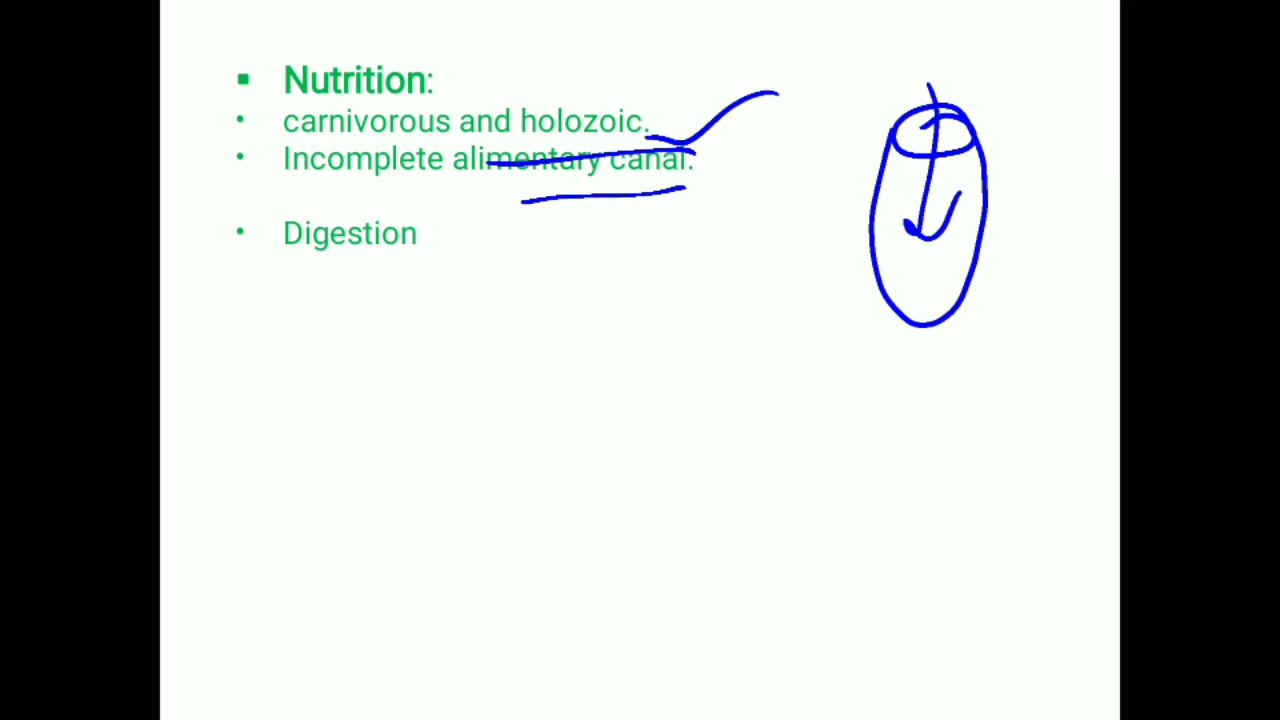 ▪ Nutrition:
• carnivorous and holozoic.
• Incomplete alimentary canal.
• Digestion